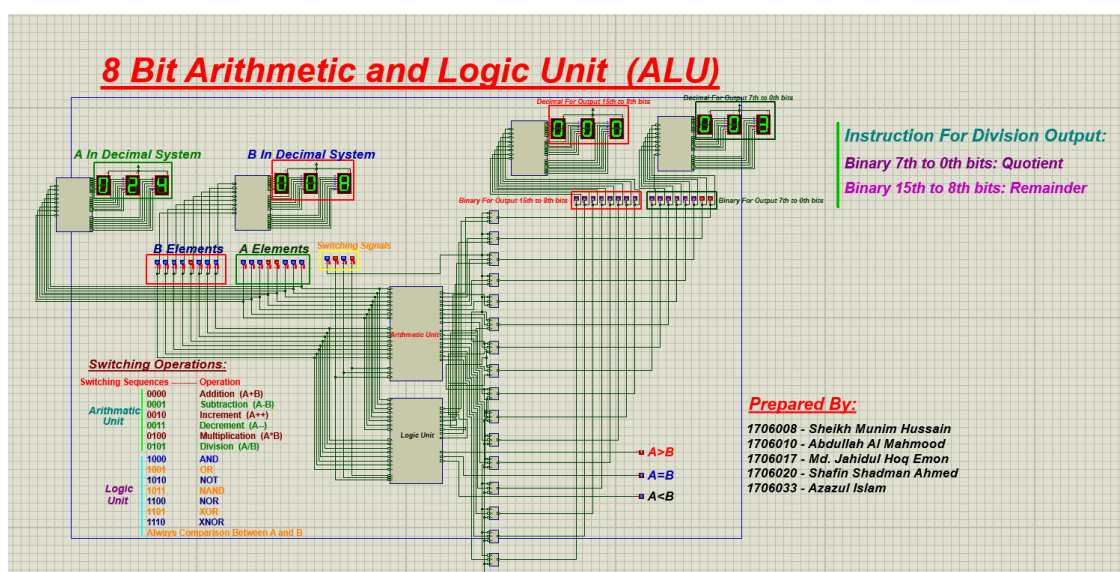 8 Bit Arithmetic and Logic Unit (ALU)
Decimal For Output 15th to 8th bits
Decimal For Output 7th to 0th bits
000
003
Instruction For Division Output:
Binary 7th to 0th bits: Quotient
Binary 15th to 8th bits: Remainder
A In Decimal System
B In Decimal System
024
008
Binary For Output 15th to 8th bits
Binary For Output 7th to 0th bits
B Elements
A Elements
Switching Signals
Arithmetic Unit
Logic Unit
Switching Operations:
Switching Sequences ---------- Operation
Arithmatic Unit
0000 Addition (A+B)
0001 Subtraction (A-B)
0010 Increment (A++)
0011 Decrement (A--)
0100 Multiplication (A*B)
0101 Division (A/B)
Logic Unit
1000 AND
1001 OR
1010 NOT
1011 NAND
1100 NOR
1101 XOR
1110 XNOR
Always Comparison Between A and B
A>B
A=B
A<B
Prepared By:
1706008 - Sheikh Munim Hussain
1706010 - Abdullah Al Mahmood
1706017 - Md. Jahidul Hoq Emon
1706020 - Shafin Shadman Ahmed
1706033 - Azazul Islam